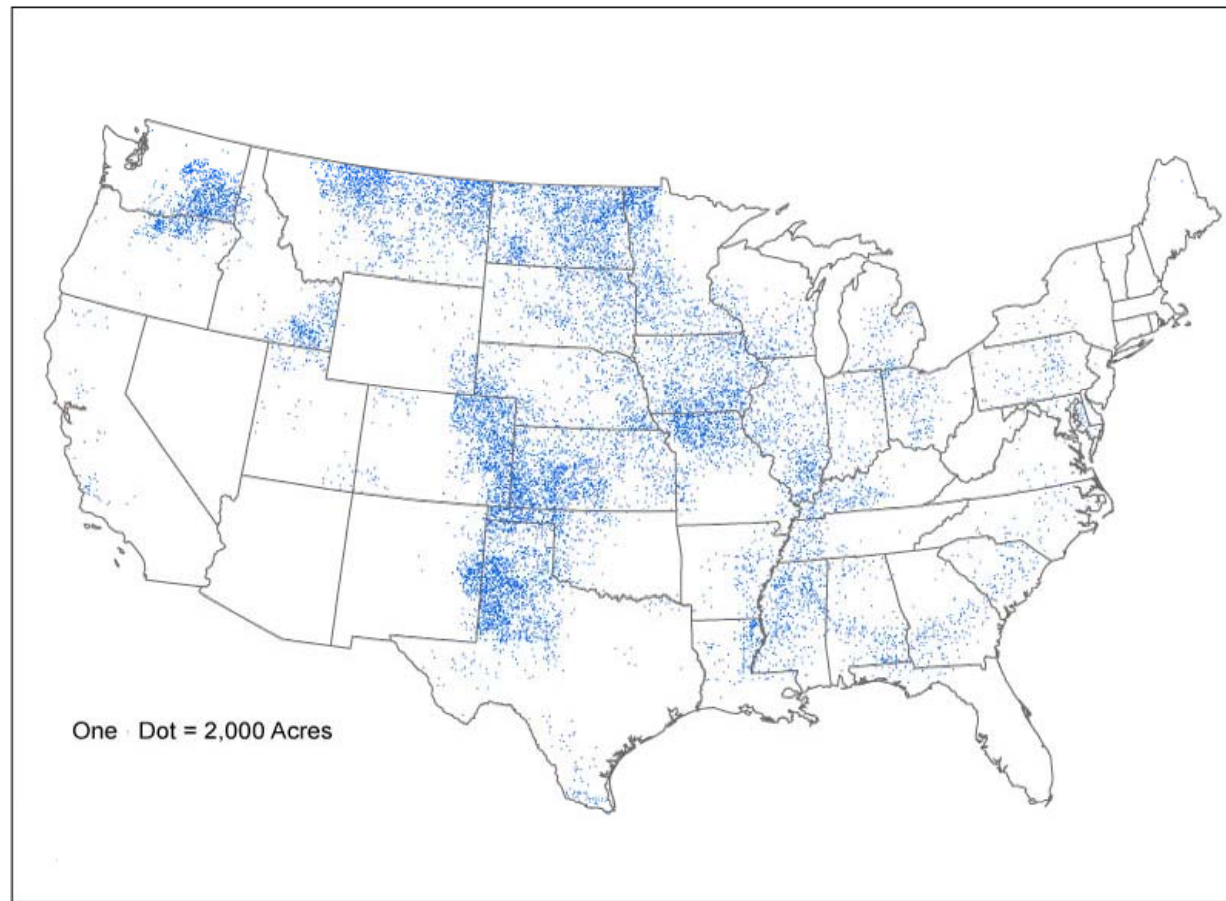 One Dot = 2,000 Acres